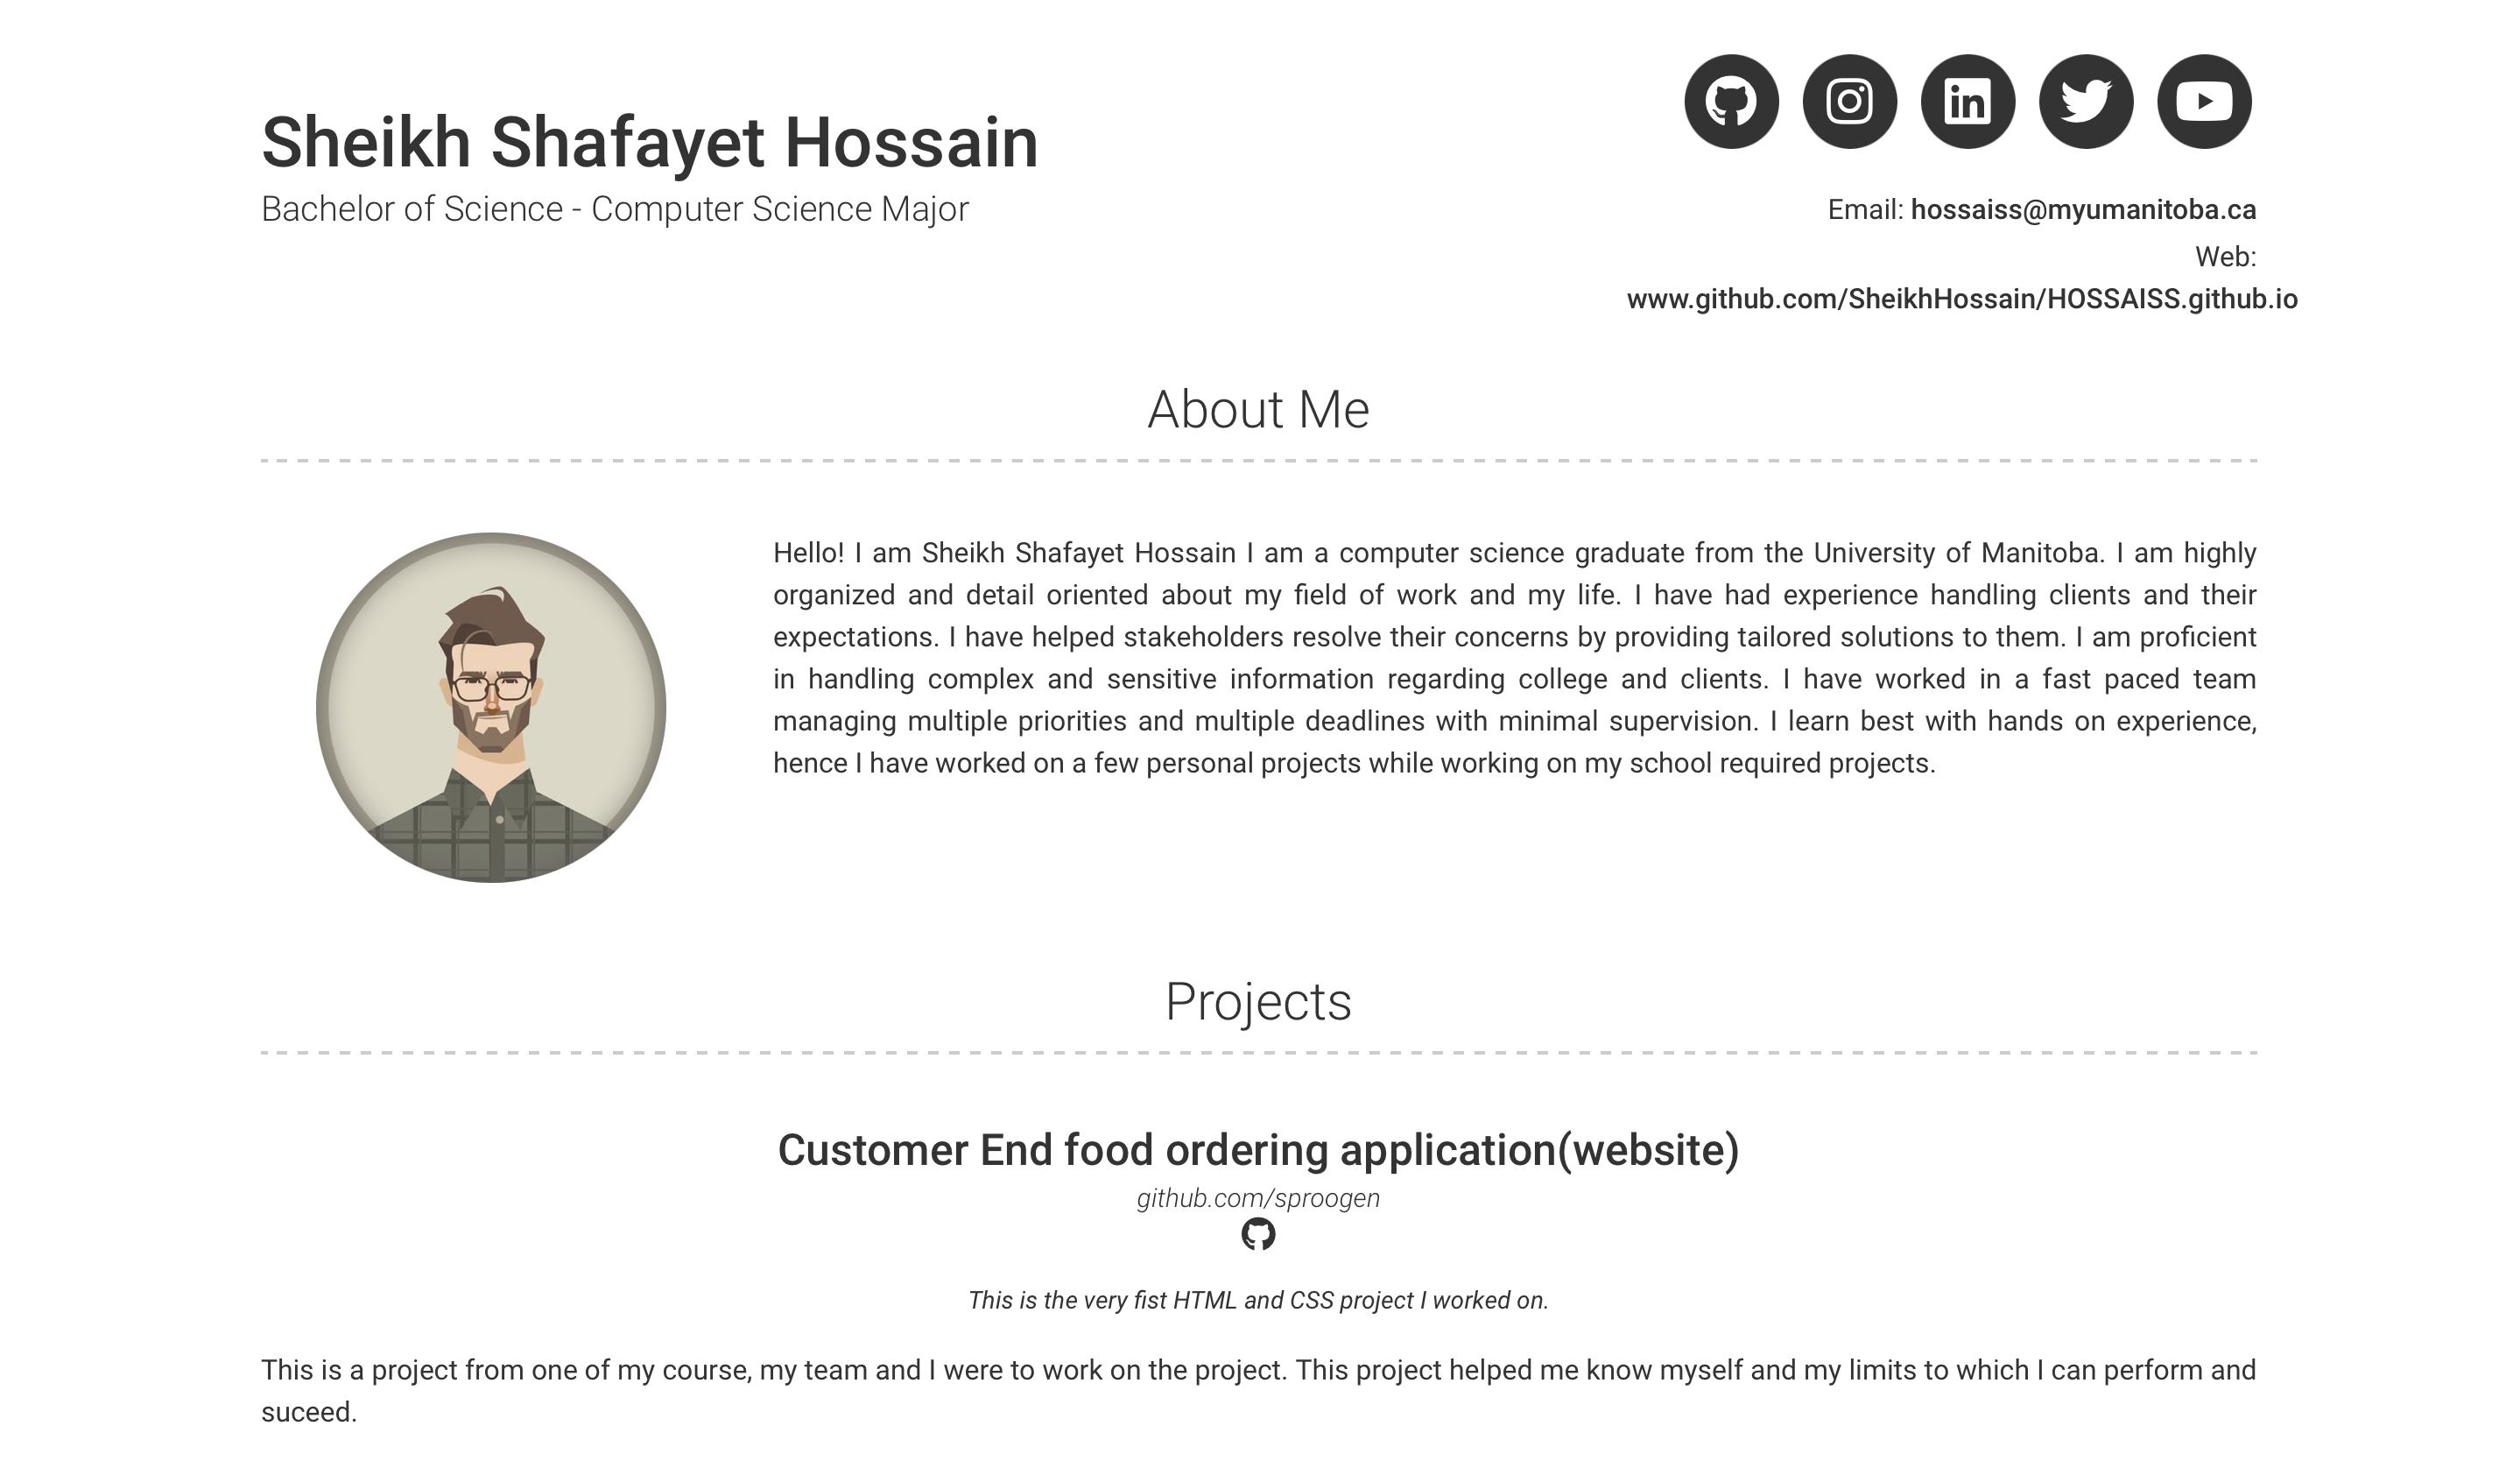 Sheikh Shafayet Hossain
Bachelor of Science - Computer Science Major
Email: hossaiss@myumanitoba.ca
Web:
www.github.com/SheikhHossain/HOSSAISS.github.io
About Me
Hello! I am Sheikh Shafayet Hossain I am a computer science graduate from the University of Manitoba. I am highly
organized and detail oriented about my field of work and my life. I have had experience handling clients and their
expectations. I have helped stakeholders resolve their concerns by providing tailored solutions to them. I am proficient
in handling complex and sensitive information regarding college and clients. I have worked in a fast paced team
managing multiple priorities and multiple deadlines with minimal supervision. I learn best with hands on experience,
hence I have worked on a few personal projects while working on my school required projects.
Projects
Customer End food ordering application(website)
github.com/sproogen
This is the very fist HTML and CSS project I worked on.
This is a project from one of my course, my team and I were to work on the project. This project helped me know myself and my limits to which I can perform and
suceed.